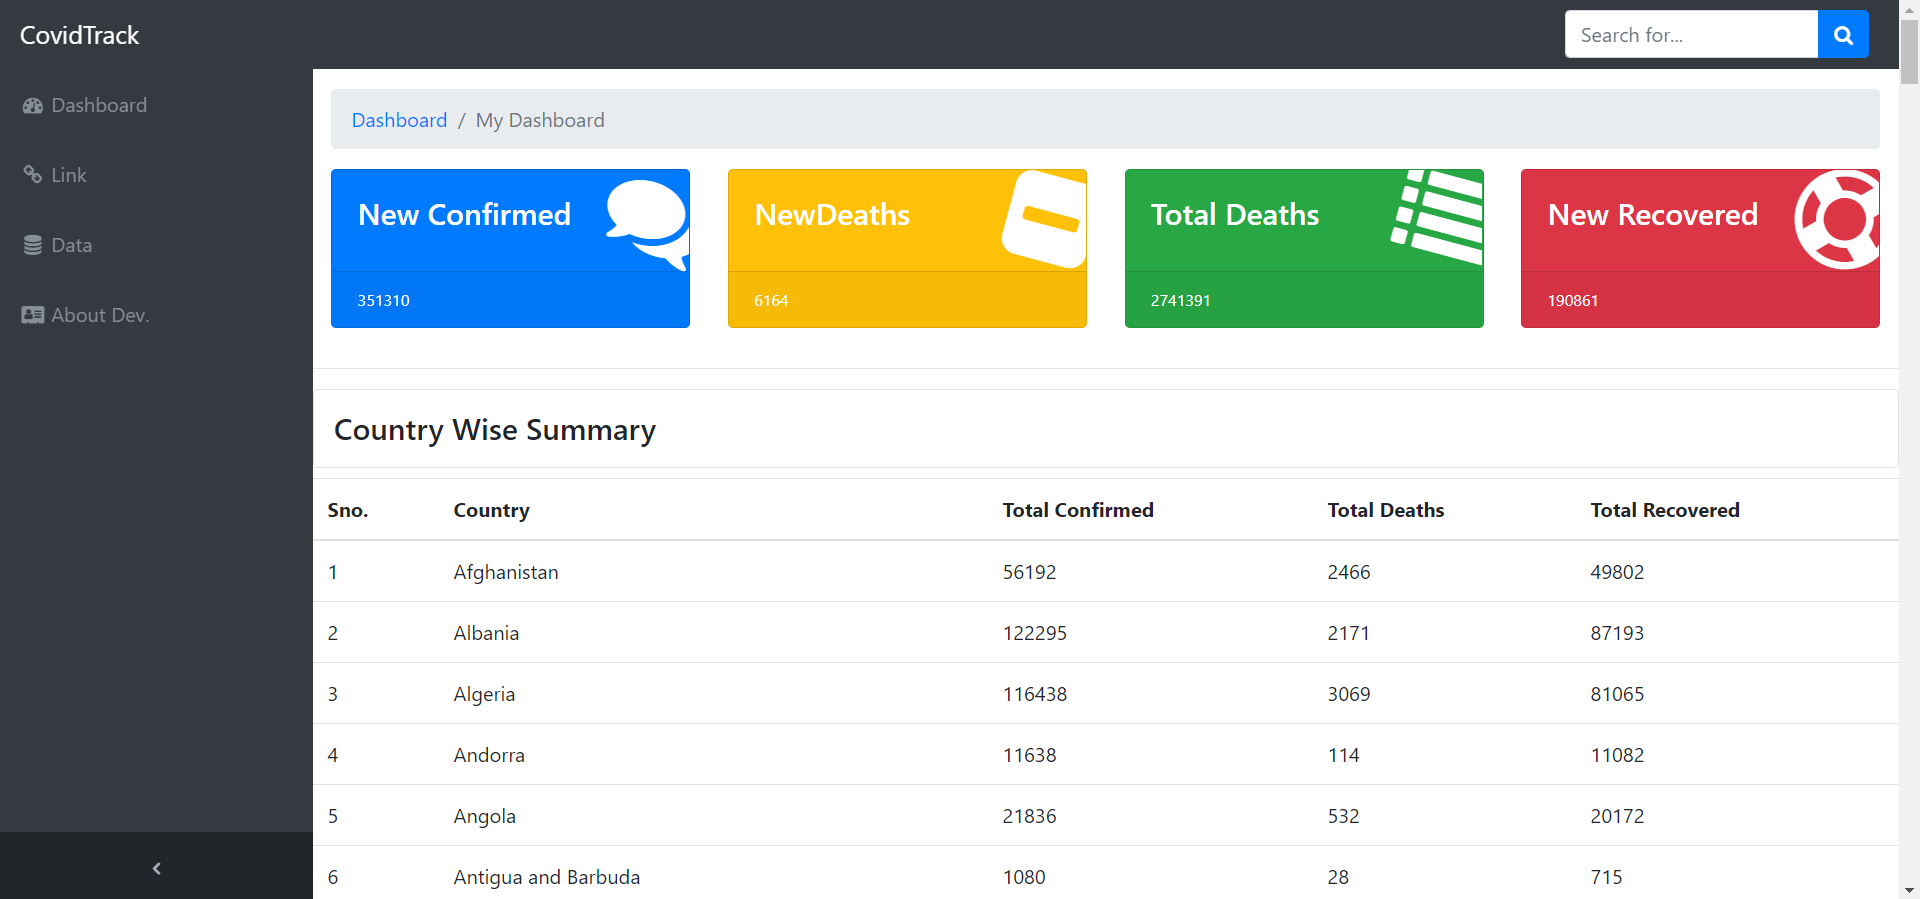 CovidTrack
Search for...
Dashboard
Link
Data
About Dev.
Dashboard / My Dashboard
New Confirmed
351310
NewDeaths
6164
Total Deaths
2741391
New Recovered
190861
Country Wise Summary
Sno. Country Total Confirmed Total Deaths Total Recovered
1 Afghanistan 56192 2466 49802
2 Albania 122295 2171 87193
3 Algeria 116438 3069 81065
4 Andorra 11638 114 11082
5 Angola 21836 532 20172
6 Antigua and Barbuda 1080 28 715